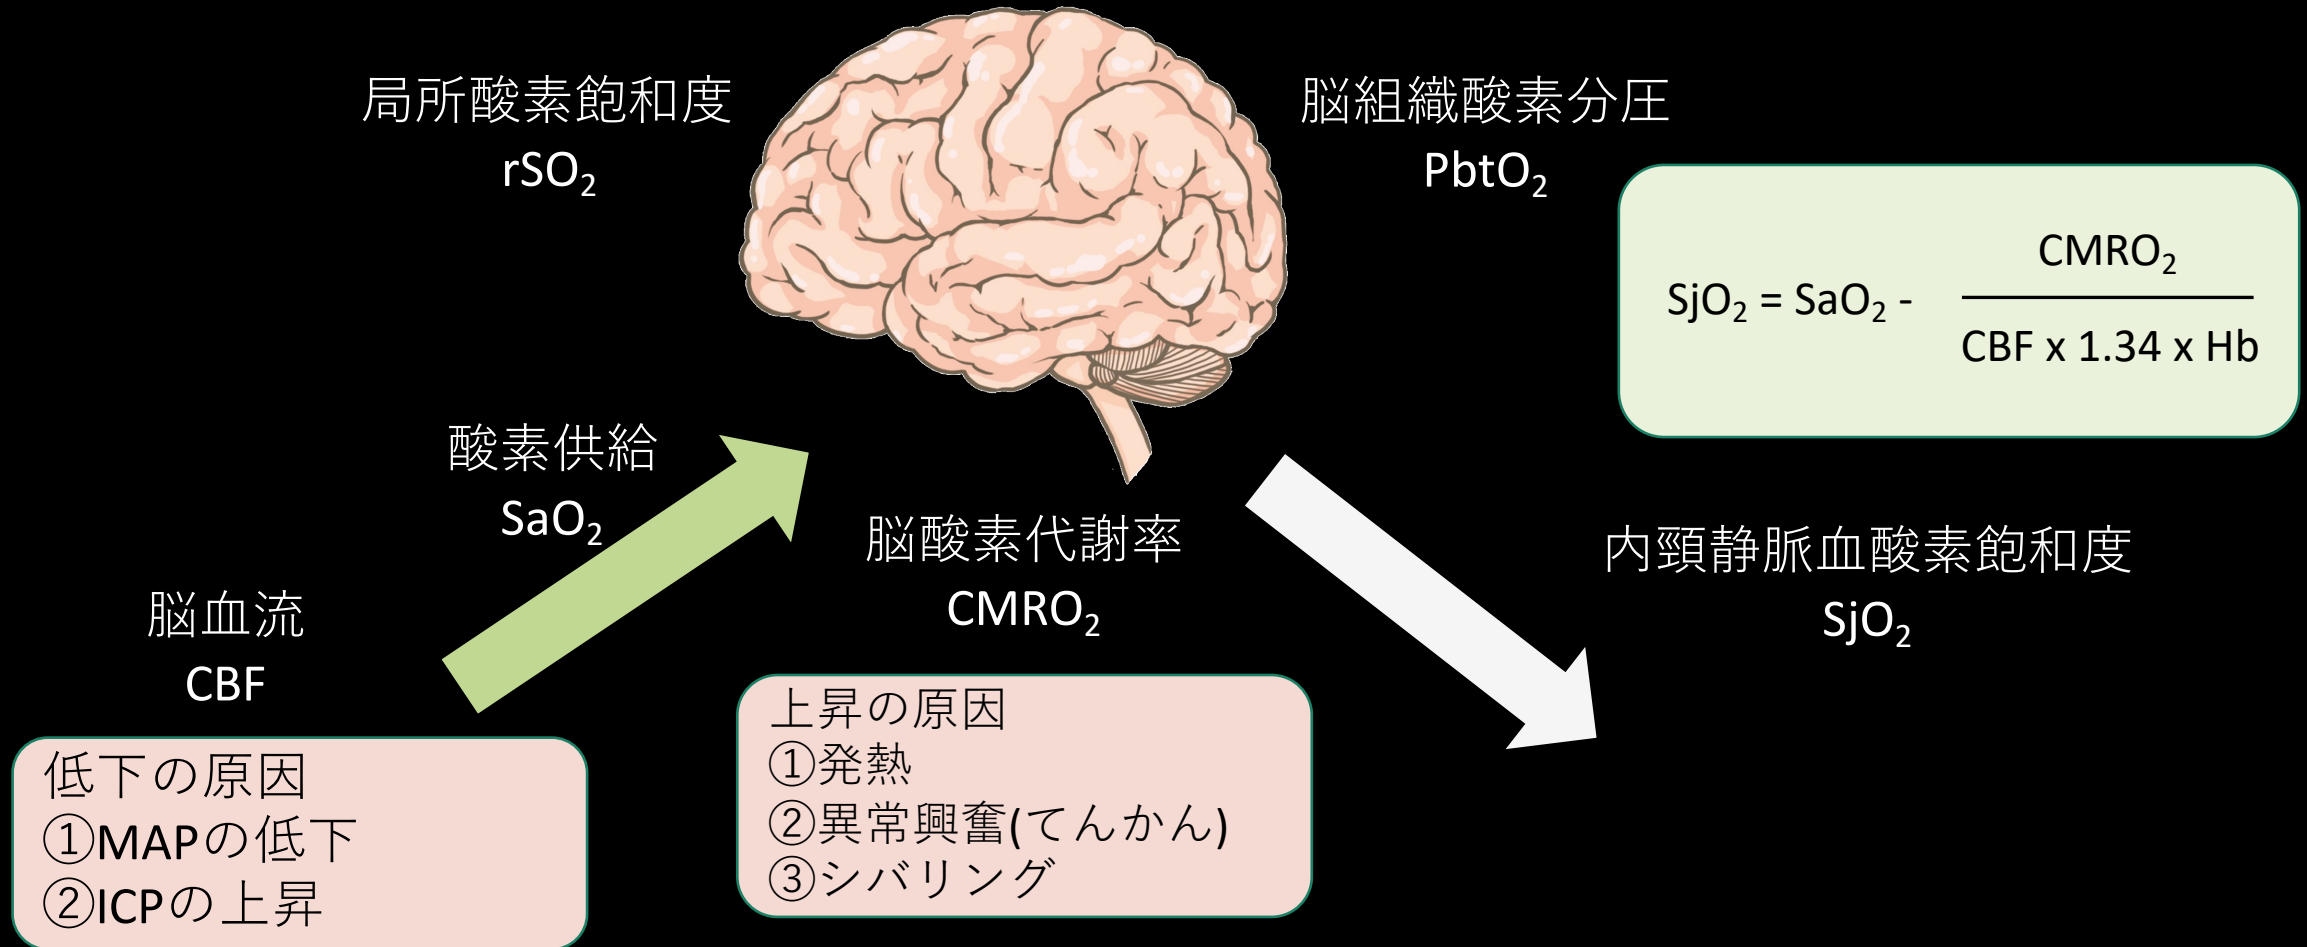 局所酸素飽和度
rSO₂
脳組織酸素分圧
PbtO₂
SjO₂ = SaO₂ -
CMRO₂
CBF x 1.34 x Hb
酸素供給
SaO₂
脳血流
CBF
脳酸素代謝率
CMRO₂
内頸静脈血酸素飽和度
SjO₂
低下の原因
①MAPの低下
②ICPの上昇
上昇の原因
①発熱
②異常興奮(てんかん)
③シバリング